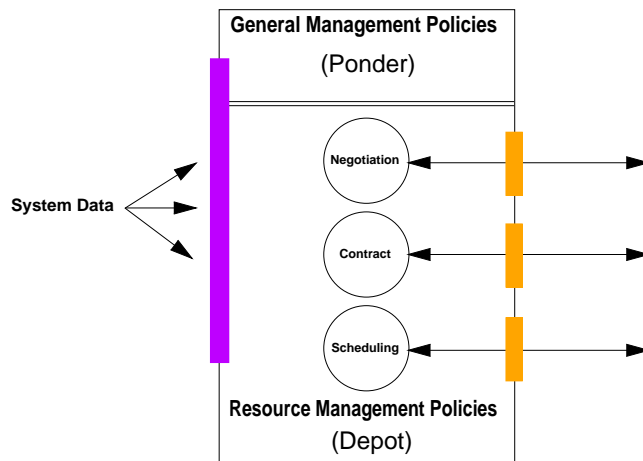 General Management Policies
(Ponder)
Negotiation
System Data
Contract
Scheduling
Resource Management Policies
(Depot)